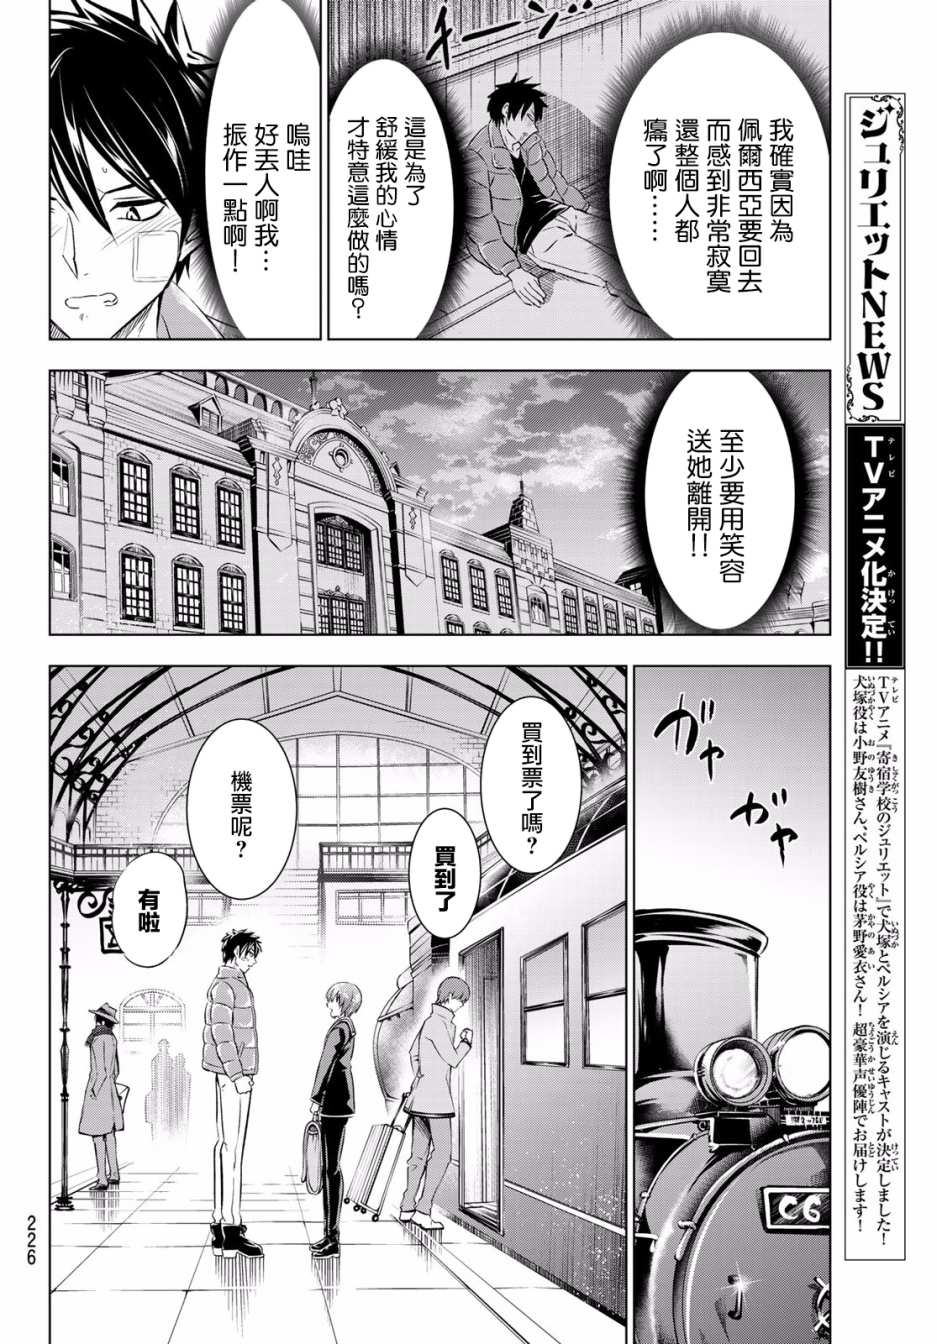 ジュリエットNEWS
TVアニメ化決定!!
TVアニメ『寄宿学校のジュリエット』で犬塚とペルシアを演じるキャストが決定しました!
犬塚役は小野友樹さん、ペルシア役は茅野愛衣さん! 超豪華声優陣でお届けします!
我確實因為
佩爾西亞要回去
而感到非常寂寞
還整個人都
癟了啊……
じーっ
這是為了
舒緩我的心情
才特意這麼做的嗎?
嗚哇
好丟人啊我…
振作一點啊!
至少要用笑容
送她離開!!
ガヤ
ガヤ
C6
買到票了嗎?
買到了
機票呢?
有啦
226